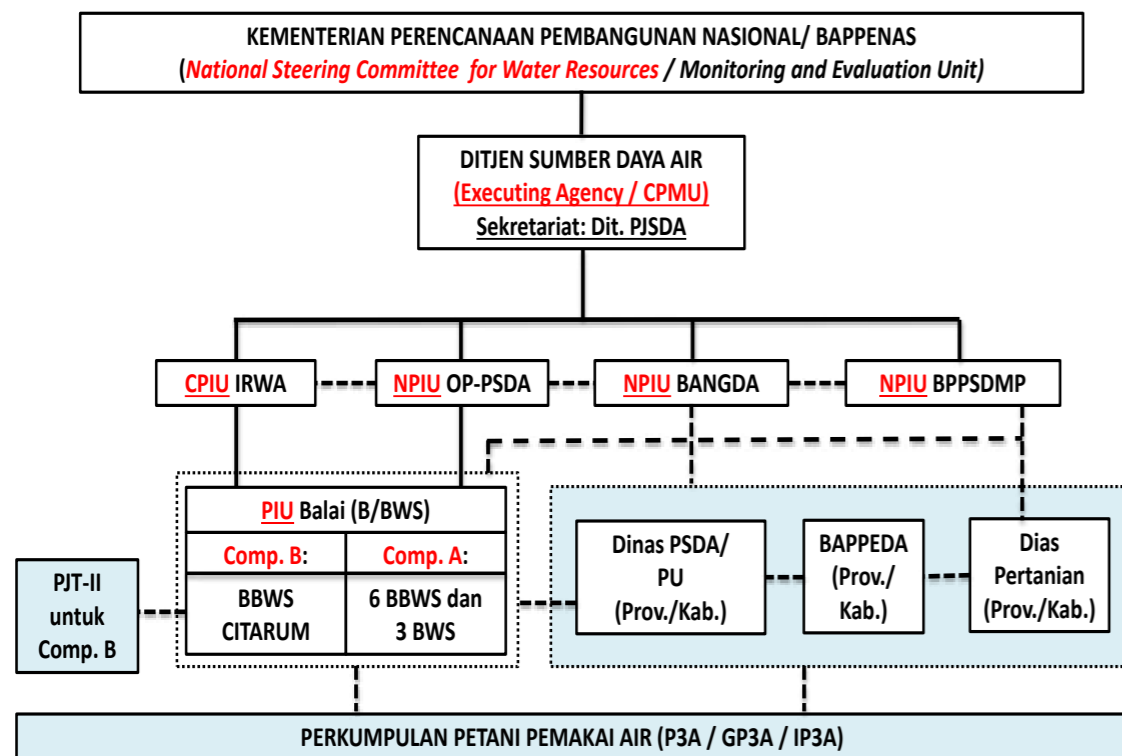 KEMENTERIAN PERENCANAAN PEMBANGUNAN NASIONAL/ BAPPENAS
(National Steering Committee for Water Resources / Monitoring and Evaluation Unit)
DITJEN SUMBER DAYA AIR
(Executing Agency / CPMU)
Sekretariat: Dit. PJSDA
CPIU IRWA
NPIU OP-PSDA
NPIU BANGDA
NPIU BPPSDMP
PIU Balai (B/BWS)
Comp. B:
Comp. A:
BBWS
CITARUM
6 BBWS dan
3 BWS
PJT-II
untuk
Comp. B
Dinas PSDA/
PU
(Prov./Kab.)
BAPPEDA
(Prov./
Kab.)
Dias
Pertanian
(Prov./Kab.)
PERKUMPULAN PETANI PEMAKAI AIR (P3A / GP3A / IP3A)